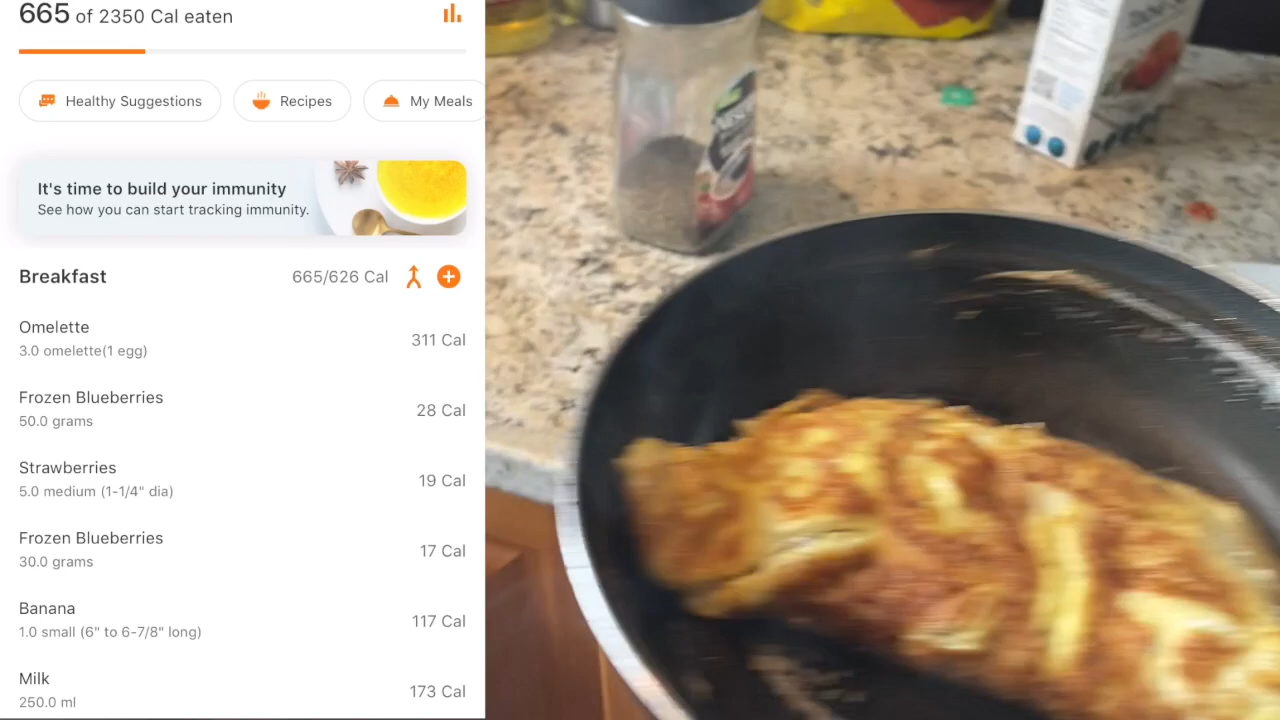 665 of 2350 Cal eaten
Healthy Suggestions
Recipes
My Meals
It's time to build your immunity
See how you can start tracking immunity.
Breakfast
665/626 Cal
Omelette
311 Cal
3.0 omelette(1 egg)
Frozen Blueberries
28 Cal
50.0 grams
Strawberries
19 Cal
5.0 medium (1-1/4" dia)
Frozen Blueberries
17 Cal
30.0 grams
Banana
117 Cal
1.0 small (6" to 6-7/8" long)
Milk
173 Cal
250.0 ml